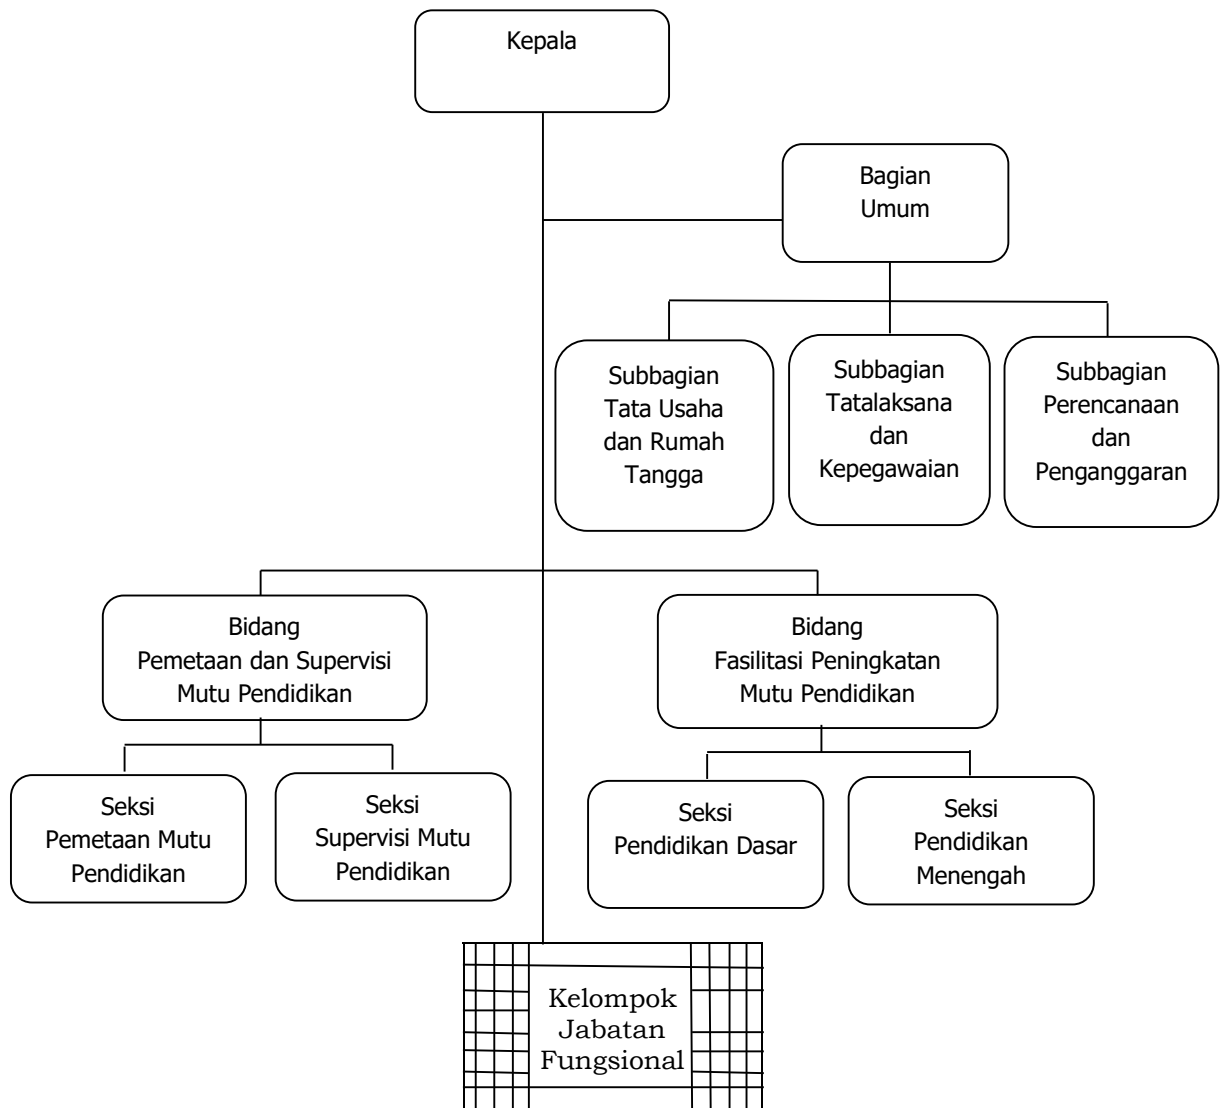 Kepala
Bagian
Umum
Subbagian
Tata Usaha
dan Rumah
Tangga
Subbagian
Tatalaksana
dan
Kepegawaian
Subbagian
Perencanaan
dan
Penganggaran
Bidang
Pemetaan dan Supervisi
Mutu Pendidikan
Bidang
Fasilitasi Peningkatan
Mutu Pendidikan
Seksi
Pemetaan Mutu
Pendidikan
Seksi
Supervisi Mutu
Pendidikan
Seksi
Pendidikan Dasar
Seksi
Pendidikan
Menengah
Kelompok
Jabatan
Fungsional